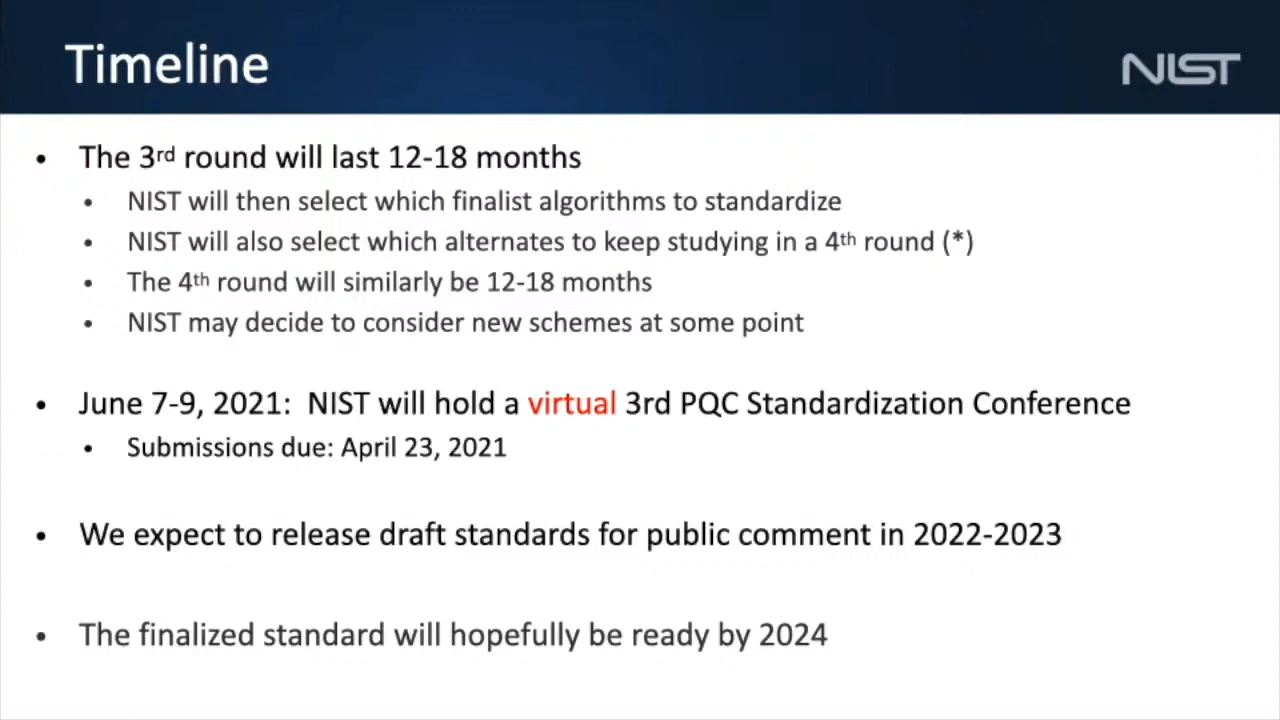 Timeline
NIST
• The 3rd round will last 12-18 months
• NIST will then select which finalist algorithms to standardize
• NIST will also select which alternates to keep studying in a 4th round (*)
• The 4th round will similarly be 12-18 months
• NIST may decide to consider new schemes at some point
• June 7-9, 2021:  NIST will hold a virtual 3rd PQC Standardization Conference
• Submissions due: April 23, 2021
• We expect to release draft standards for public comment in 2022-2023
• The finalized standard will hopefully be ready by 2024